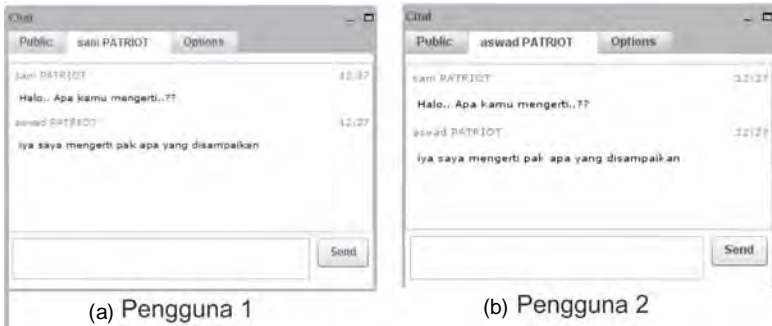 Chat
Public sani PATRIOT Options
sani PATRIOT 12:27
Halo.. Apa kamu mengerti..??
aswad PATRIOT 12:27
iya saya mengerti pak apa yang disampaikan
Send
(a) Pengguna 1
Chat
Public aswad PATRIOT Options
sani PATRIOT 12:27
Halo.. Apa kamu mengerti..??
aswad PATRIOT 12:27
iya saya mengerti pak apa yang disampaikan
Send
(b) Pengguna 2